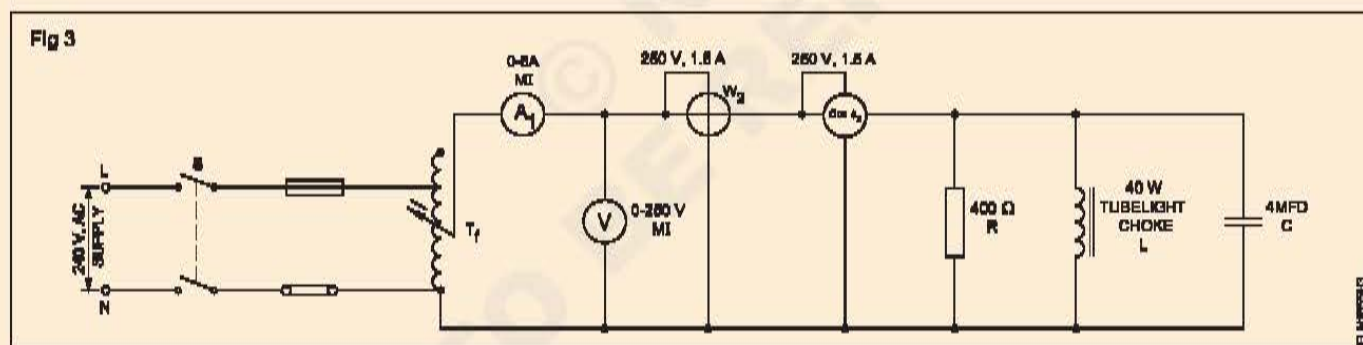 Fig 3
0-5A
MI
A1
250 V, 1.5 A
W2
250 V, 1.5 A
L
S
240 V, AC
SUPPLY
N
Tf
V
0-250 V
MI
400 Ω
R
40 W
TUBELIGHT
CHOKE
L
4MFD
C